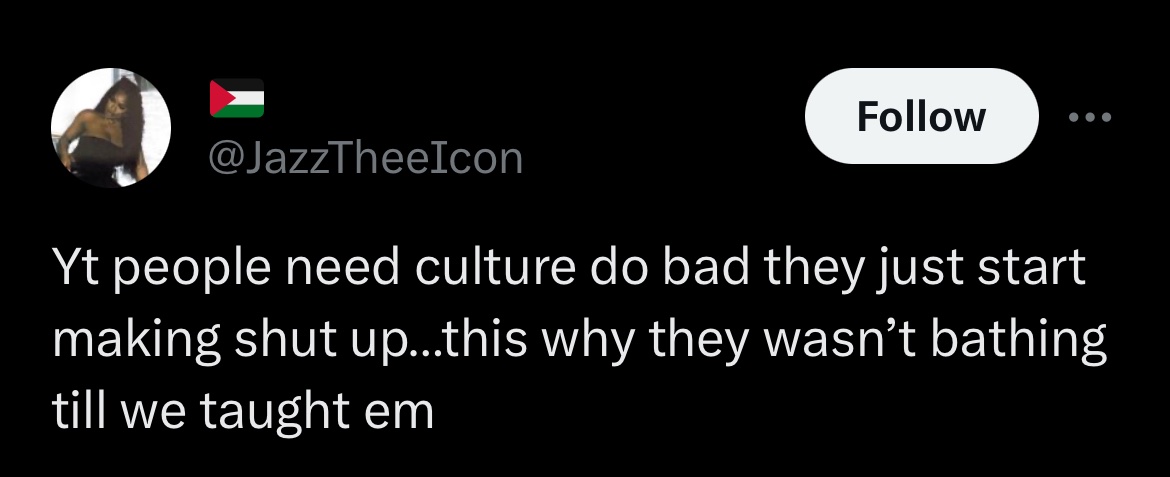 Follow
@JazzTheeIcon
Yt people need culture do bad they just start
making shut up...this why they wasn’t bathing
till we taught em